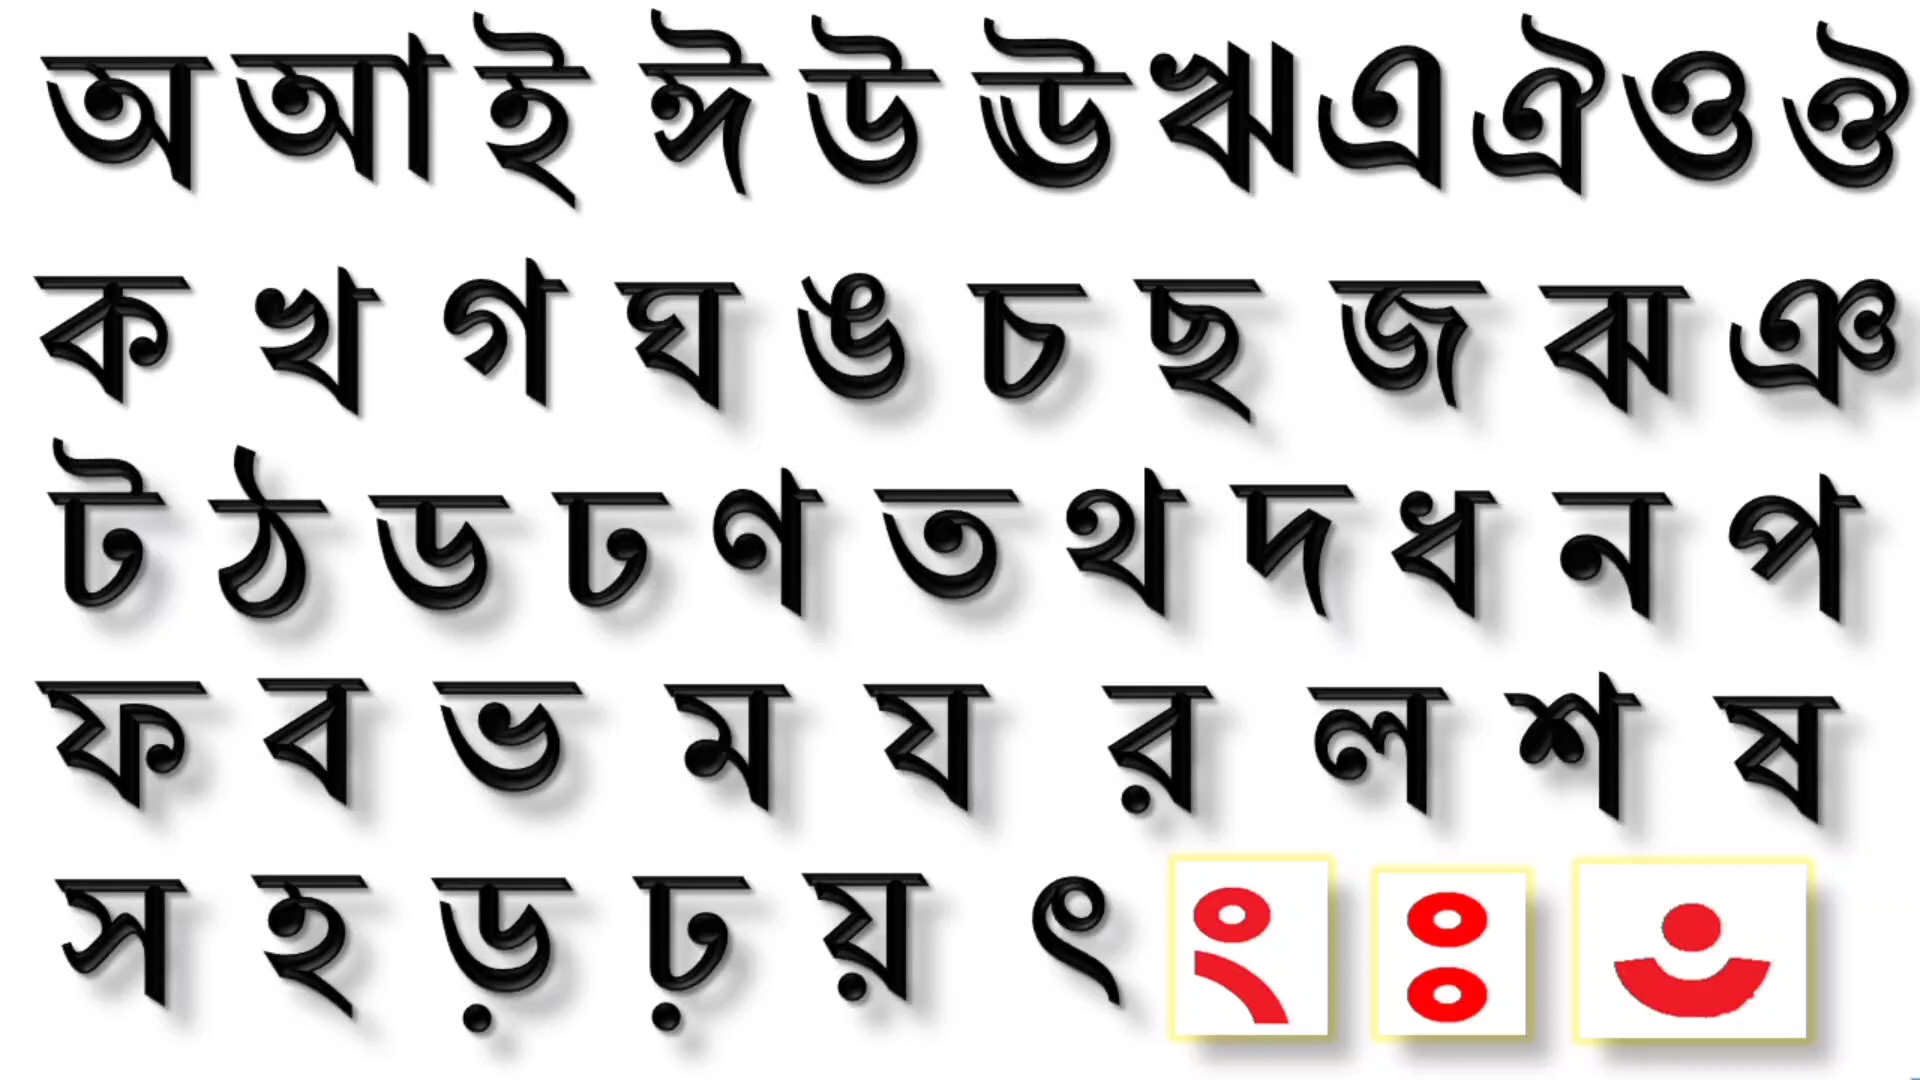 অ আ ই ঈ উ ঊ ঋ এ ঐ ও ঔ
ক খ গ ঘ ঙ চ ছ জ ঝ ঞ
ট ঠ ড ঢ ণ ত থ দ ধ ন প
ফ ব ভ ম য র ল শ ষ
স হ ড় ঢ় য় ৎ ং ঃ ঁ